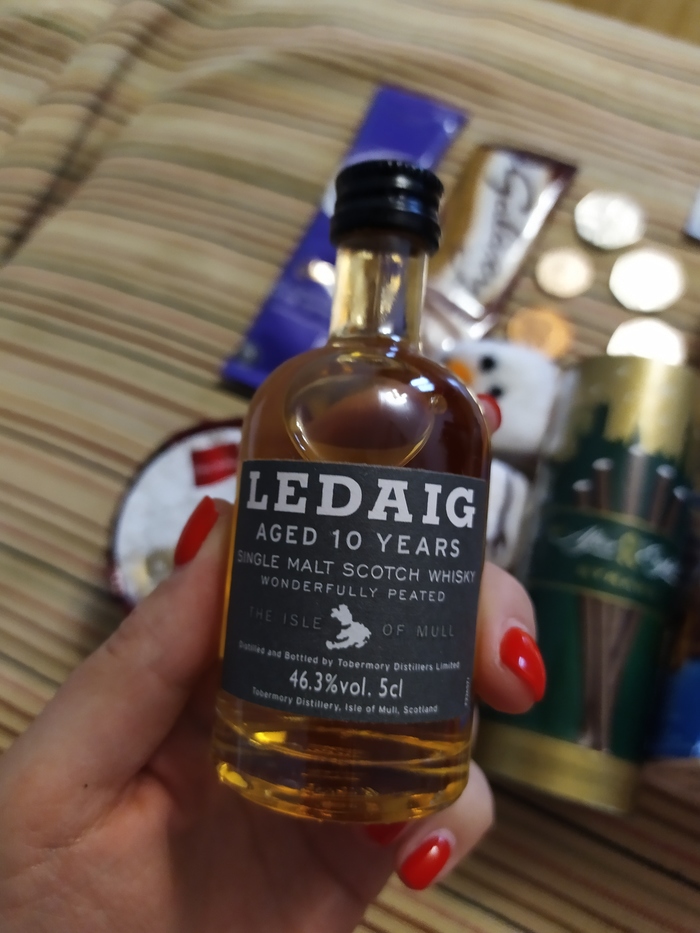 LEDAIG
AGED 10 YEARS
SINGLE MALT SCOTCH WHISKY
WONDERFULLY PEATED
THE ISLE OF MULL
Distilled and Bottled by Tobermory Distillers Limited
46.3%vol. 5cl
Tobermory Distillery, Isle of Mull, Scotland
Galaxy